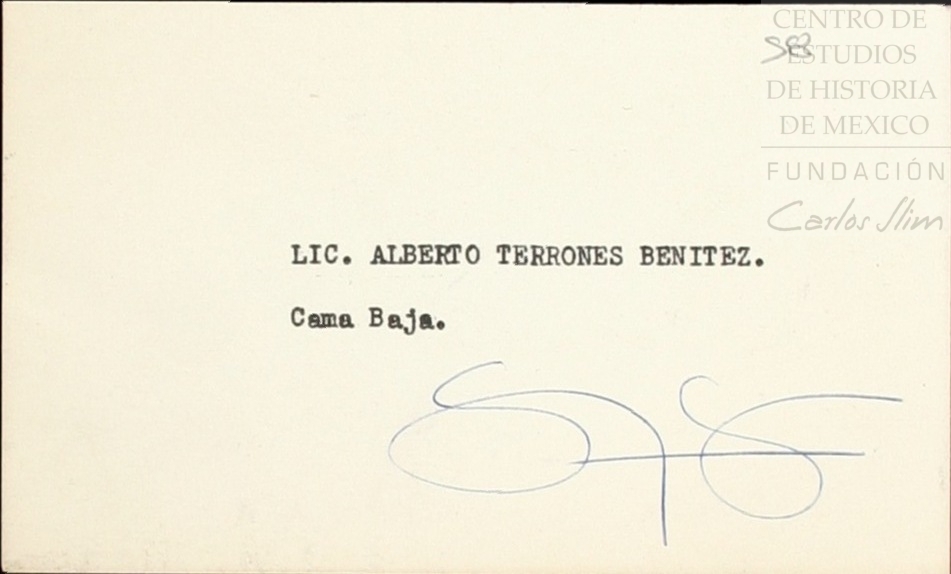 CENTRO DE
ESTUDIOS
DE HISTORIA
DE MEXICO
FUNDACIÓN
Carlos Slim
LIC. ALBERTO TERRONES BENITEZ.
Cama Baja.